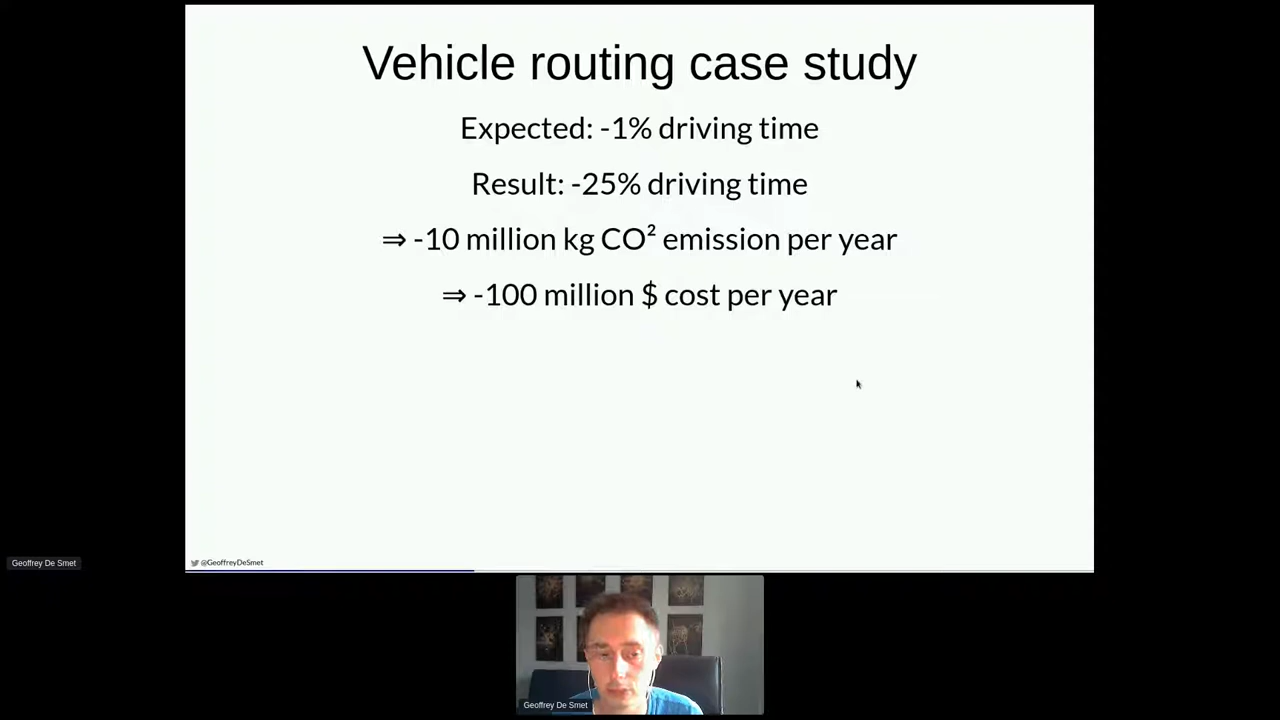 Vehicle routing case study
Expected: -1% driving time
Result: -25% driving time
⇒ -10 million kg CO² emission per year
⇒ -100 million $ cost per year
@GeoffreyDeSmet
Geoffrey De Smet
Geoffrey De Smet